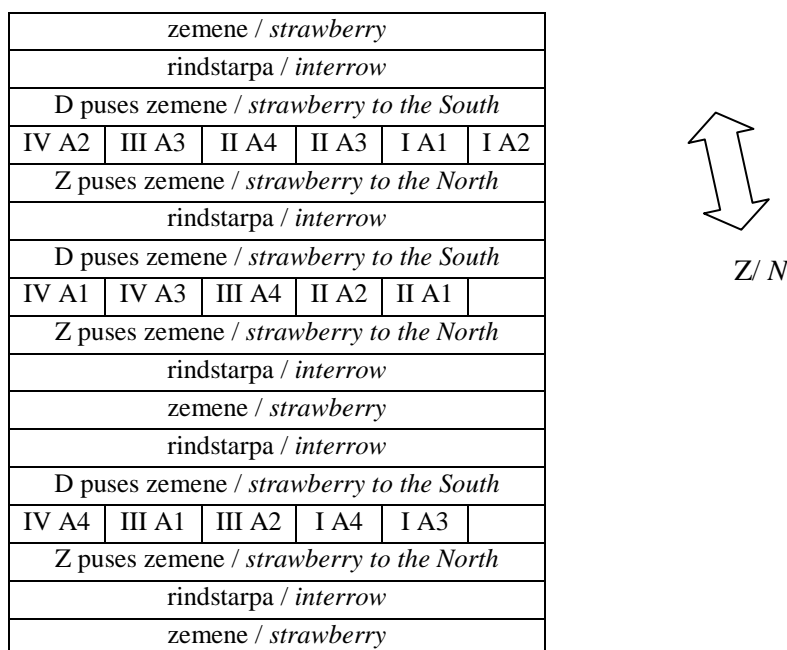 zemene / strawberry
rindstarpa / interrow
D puses zemene / strawberry to the South
IV A2 III A3 II A4 II A3 I A1 I A2
Z puses zemene / strawberry to the North
rindstarpa / interrow
D puses zemene / strawberry to the South
Z/ N
IV A1 IV A3 III A4 II A2 II A1
Z puses zemene / strawberry to the North
rindstarpa / interrow
zemene / strawberry
rindstarpa / interrow
D puses zemene / strawberry to the South
IV A4 III A1 III A2 I A4 I A3
Z puses zemene / strawberry to the North
rindstarpa / interrow
zemene / strawberry